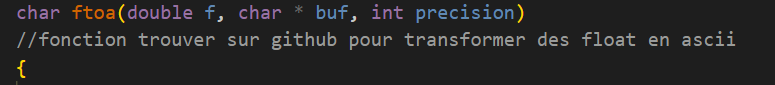 char ftoa(double f, char * buf, int precision)
//fonction trouver sur github pour transformer des float en ascii
{